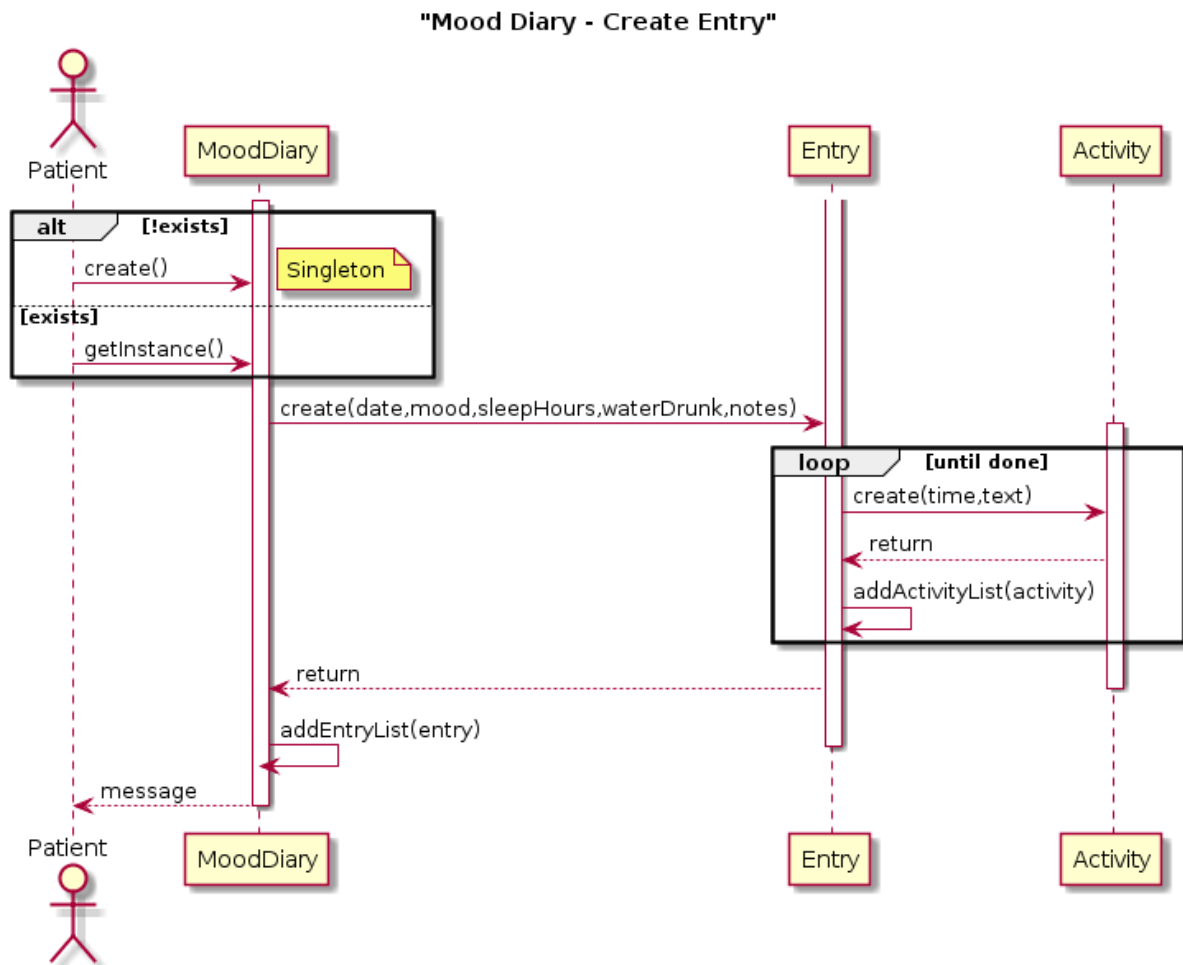 "Mood Diary - Create Entry"
Patient
MoodDiary
Entry
Activity
alt [!exists]
create()
Singleton
[exists]
getInstance()
create(date,mood,sleepHours,waterDrunk,notes)
loop [until done]
create(time,text)
return
addActivityList(activity)
return
addEntryList(entry)
message
Patient
MoodDiary
Entry
Activity